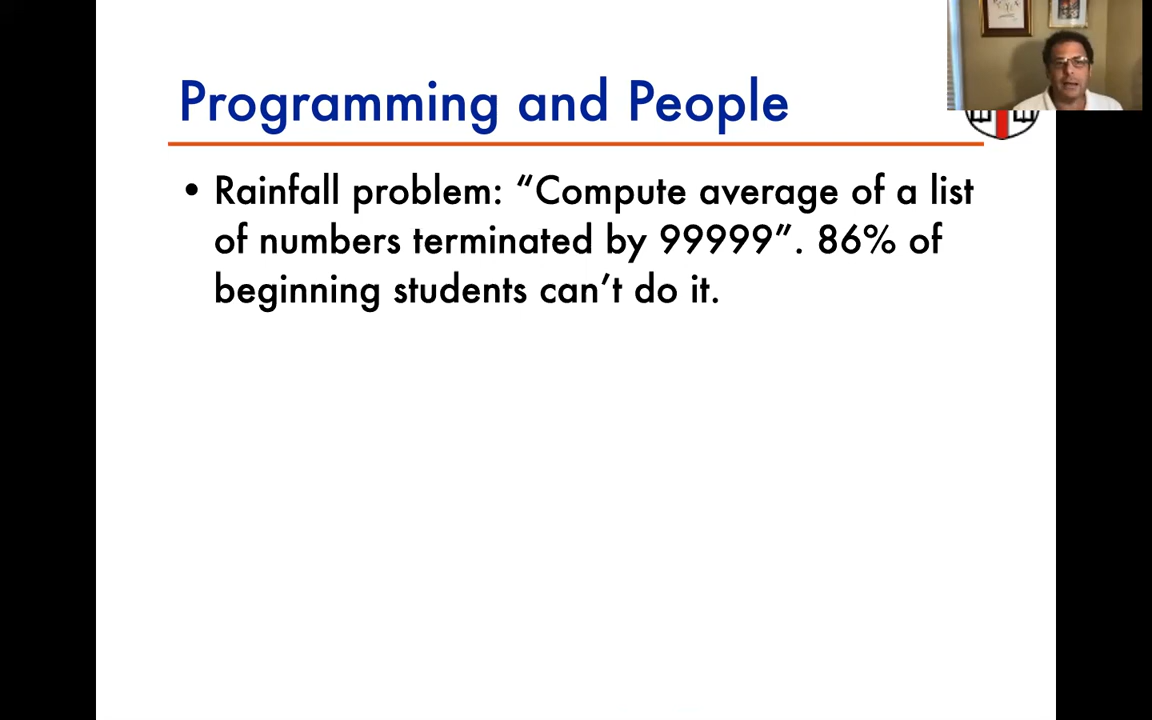 Programming and People
• Rainfall problem: “Compute average of a list
of numbers terminated by 99999”. 86% of
beginning students can’t do it.